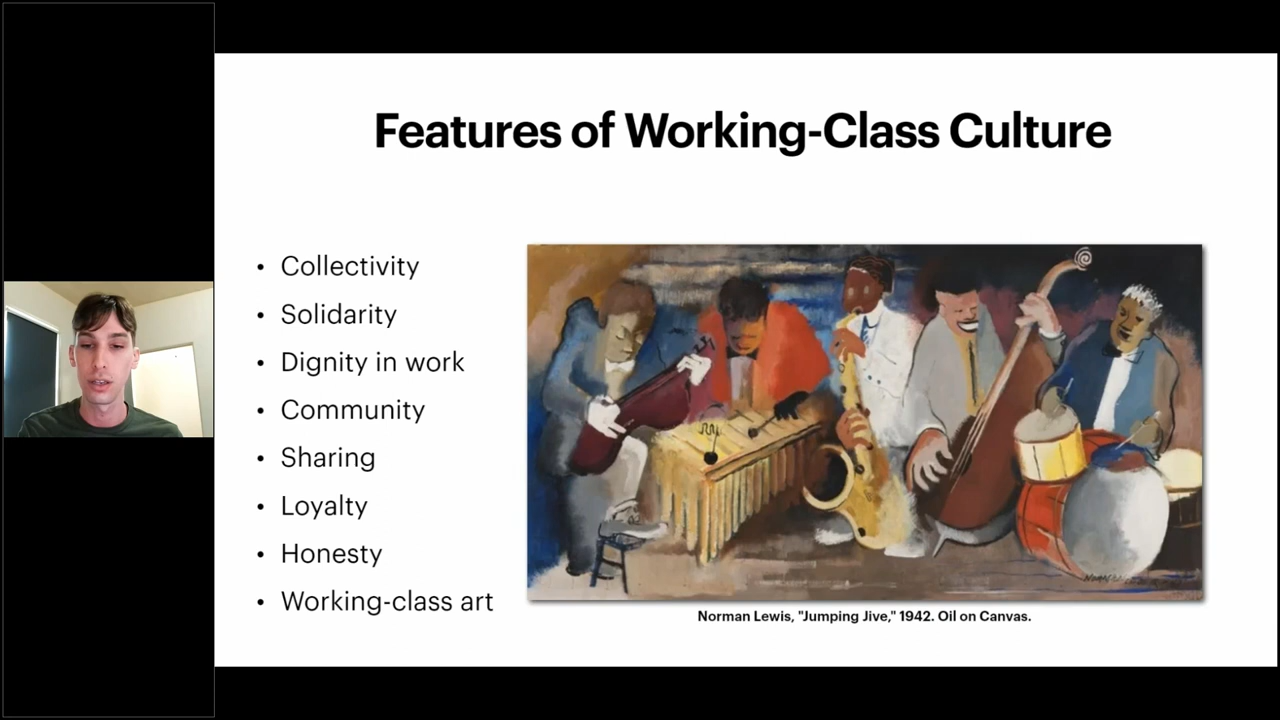 Features of Working-Class Culture
• Collectivity
• Solidarity
• Dignity in work
• Community
• Sharing
• Loyalty
• Honesty
• Working-class art
Norman Lewis, "Jumping Jive," 1942. Oil on Canvas.